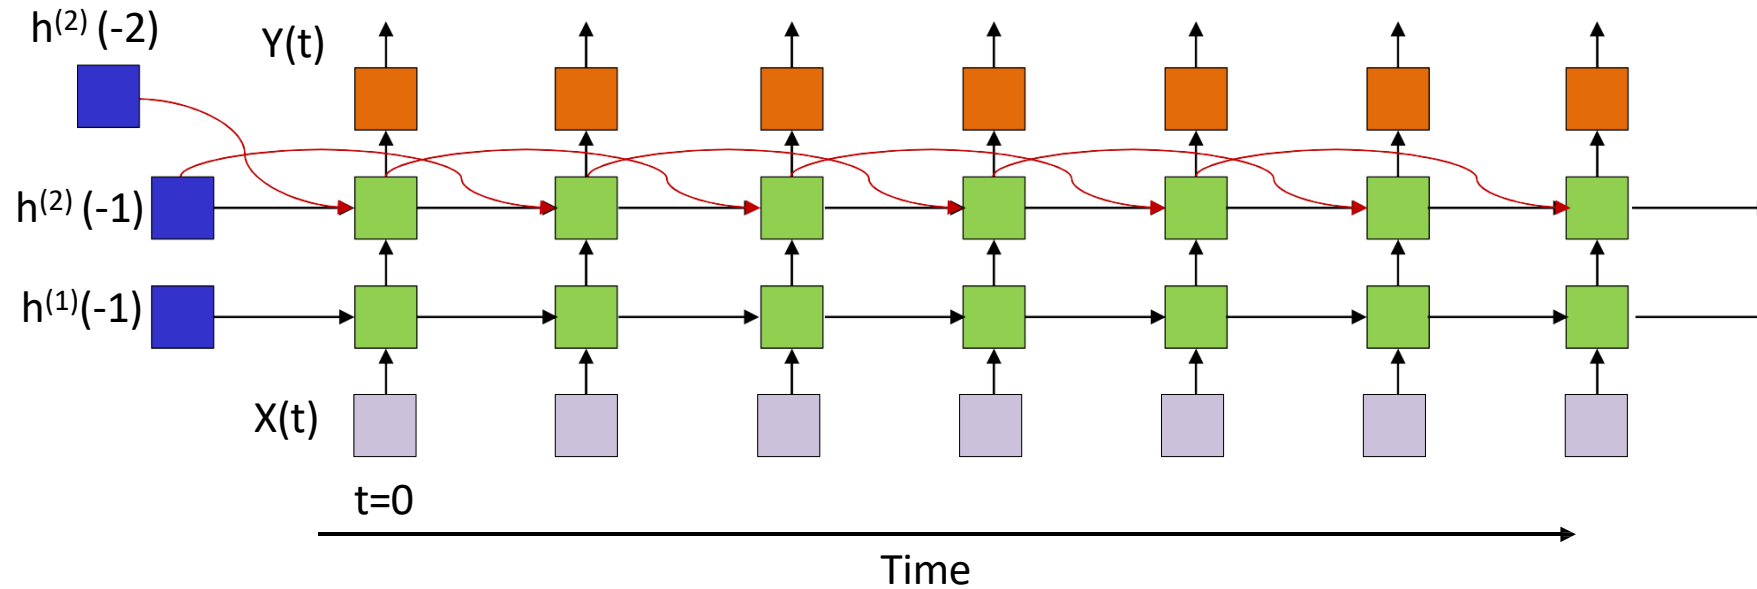 h⁽²⁾ (-2)
Y(t)
h⁽²⁾ (-1)
h⁽¹⁾(-1)
X(t)
t=0
Time